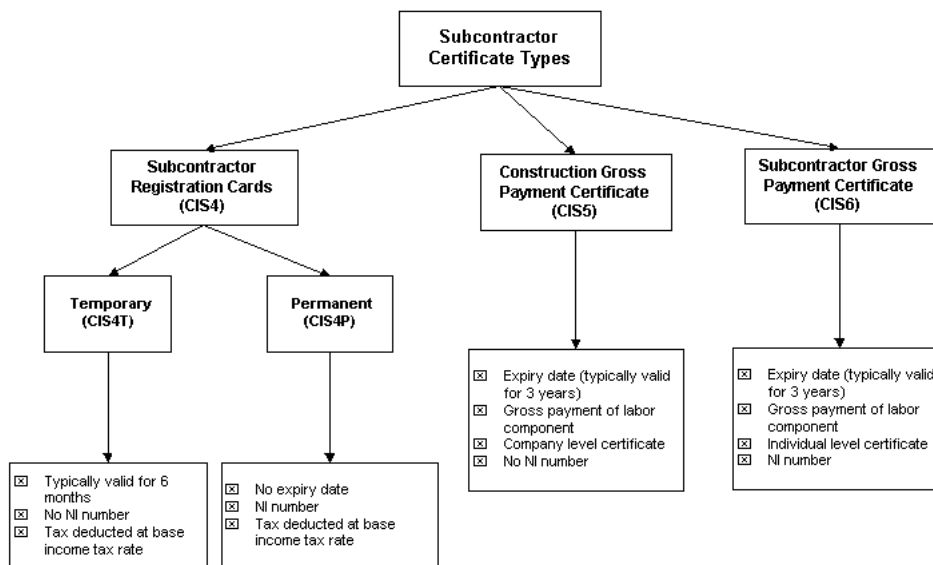 Subcontractor
Certificate Types
Subcontractor
Registration Cards
(CIS4)
Construction Gross
Payment Certificate
(CIS5)
Subcontractor Gross
Payment Certificate
(CIS6)
Temporary
(CIS4T)
Permanent
(CIS4P)
Typically valid for 6
months
No NI number
Tax deducted at base
income tax rate
No expiry date
NI number
Tax deducted at base
income tax rate
Expiry date (typically valid
for 3 years)
Gross payment of labor
component
Company level certificate
No NI number
Expiry date (typically valid
for 3 years)
Gross payment of labor
component
Individual level certificate
NI number